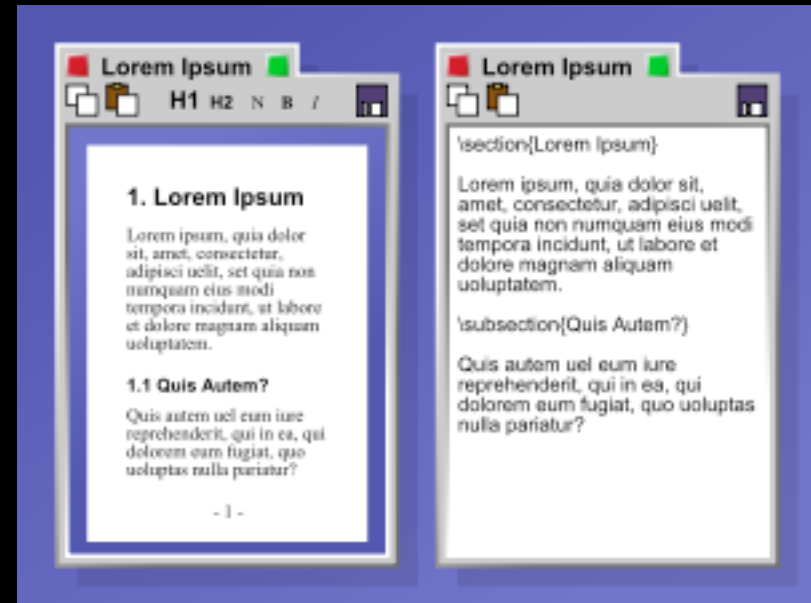 Lorem Ipsum
H1 H2 N B I
1. Lorem Ipsum
Lorem ipsum, quia dolor
sit, amet, consectetur,
adipisci uelit, set quia non
numquam eius modi
tempora incidunt, ut labore
et dolore magnam aliquam
uoluptatem.
1.1 Quis Autem?
Quis autem uel eum iure
reprehenderit, qui in ea, qui
dolorem eum fugiat, quo
uoluptas nulla pariatur?
- 1 -
Lorem Ipsum
\section{Lorem Ipsum}
Lorem ipsum, quia dolor sit,
amet, consectetur, adipisci uelit,
set quia non numquam eius modi
tempora incidunt, ut labore et
dolore magnam aliquam
uoluptatem.
\subsection{Quis Autem?}
Quis autem uel eum iure
reprehenderit, qui in ea, qui
dolorem eum fugiat, quo uoluptas
nulla pariatur?